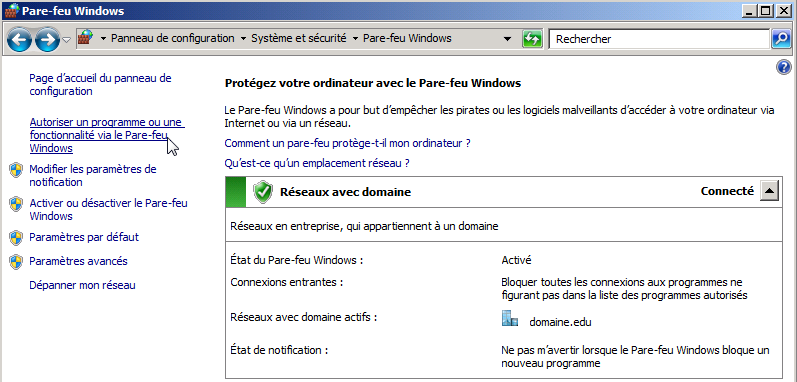 Pare-feu Windows
Panneau de configuration Système et sécurité Pare-feu Windows
Rechercher
Page d'accueil du panneau de
configuration
Autoriser un programme ou une
fonctionnalité via le Pare-feu
Windows
Modifier les paramètres de
notification
Activer ou désactiver le Pare-feu
Windows
Paramètres par défaut
Paramètres avancés
Dépanner mon réseau
Protégez votre ordinateur avec le Pare-feu Windows
Le Pare-feu Windows a pour but d'empêcher les pirates ou les logiciels malveillants d'accéder à votre ordinateur via
Internet ou via un réseau.
Comment un pare-feu protège-t-il mon ordinateur ?
Qu'est-ce qu'un emplacement réseau ?
Réseaux avec domaine Connecté
Réseaux en entreprise, qui appartiennent à un domaine
État du Pare-feu Windows : Activé
Connexions entrantes : Bloquer toutes les connexions aux programmes ne
figurant pas dans la liste des programmes autorisés
Réseaux avec domaine actifs : domaine.edu
État de notification : Ne pas m'avertir lorsque le Pare-feu Windows bloque un
nouveau programme